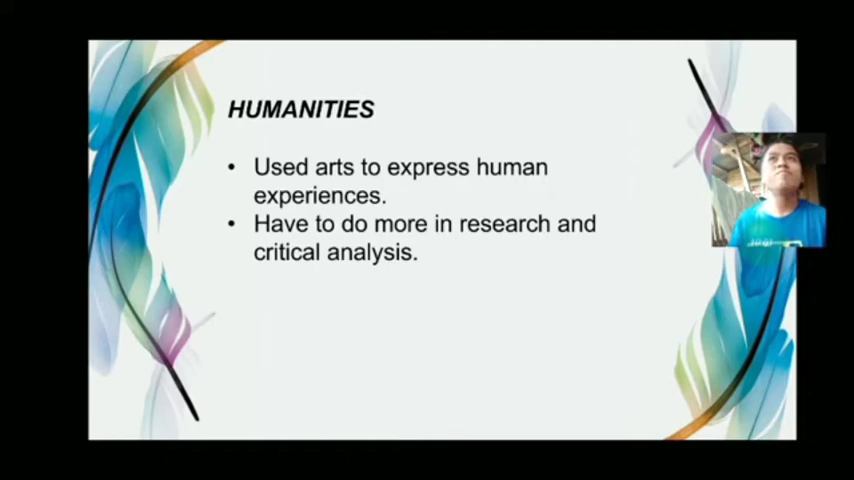 HUMANITIES
• Used arts to express human
experiences.
• Have to do more in research and
critical analysis.